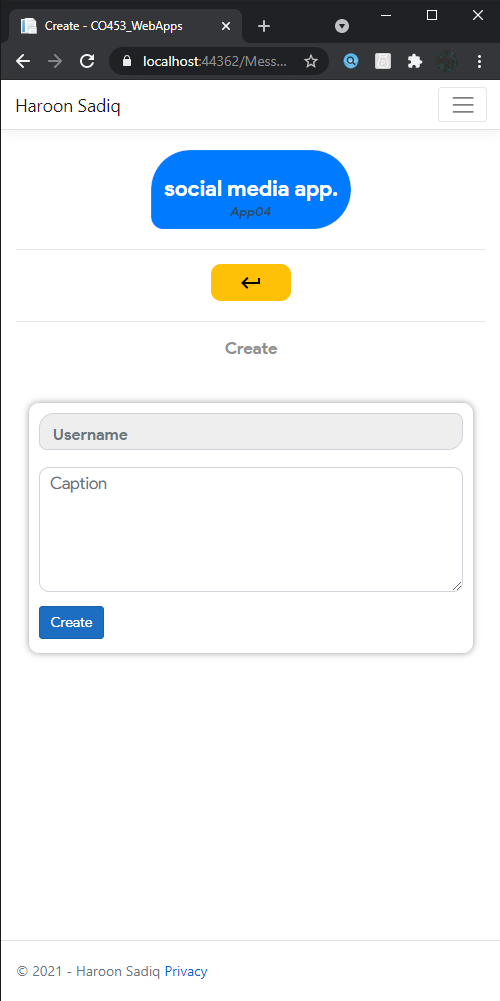 Create - CO453_WebApps
localhost:44362/Mess...
Haroon Sadiq
social media app.
App04
Create
Username
Caption
Create
© 2021 - Haroon Sadiq Privacy